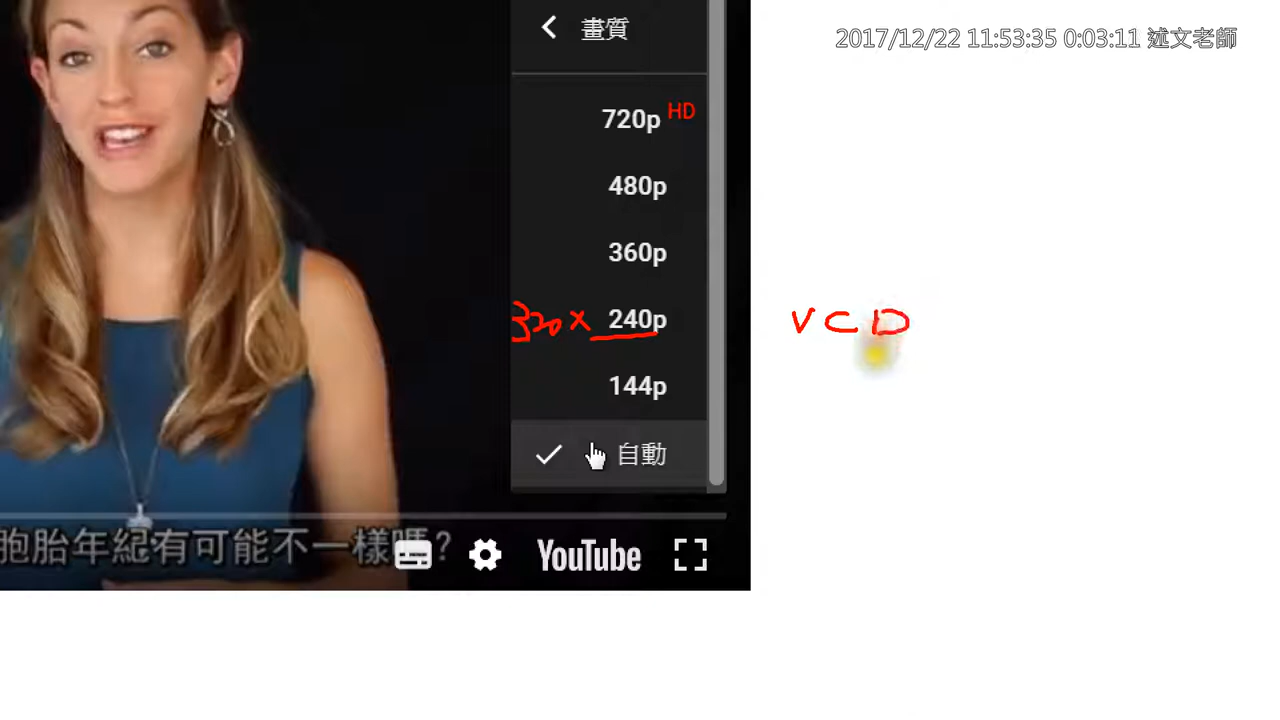 2017/12/22 11:53:35 0:03:11 述文老師
畫質
720p HD
480p
360p
320 × 240p VCD
144p
自動
胞胎年紀有可能不一樣嗎?
YouTube